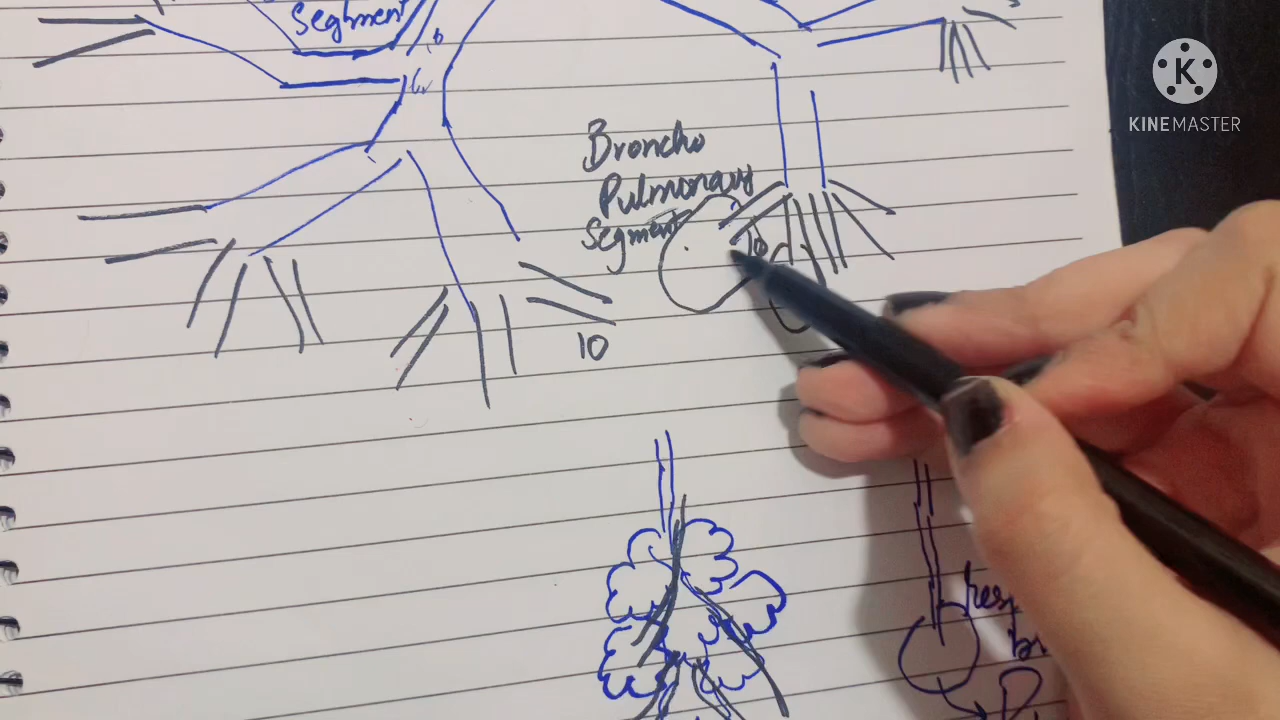 Segment
KINEMASTER
Broncho
Pulmonary
Segment
10
10